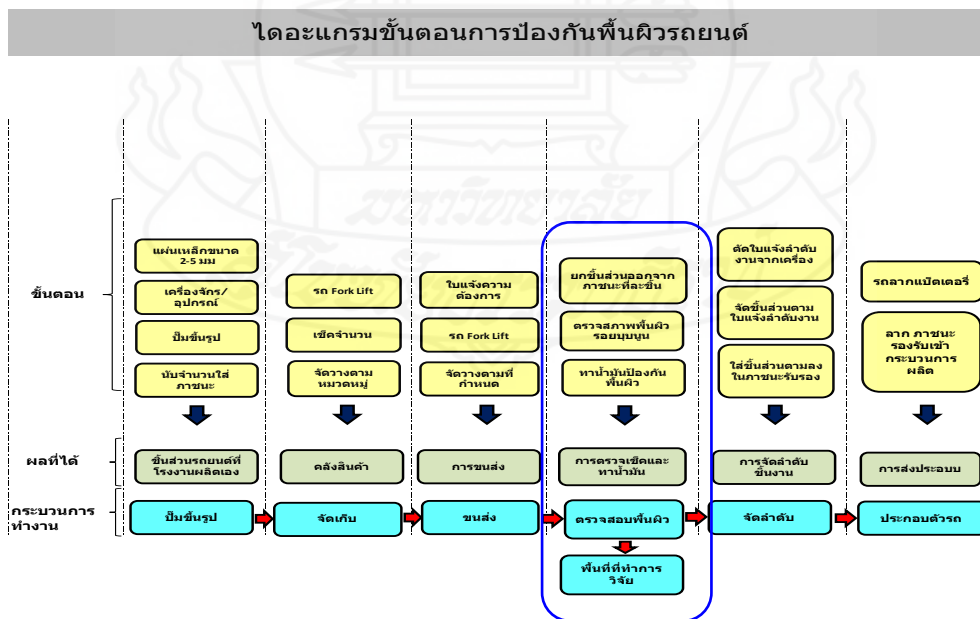 ไดอะแกรมขั้นตอนการป้องกันพื้นผิวรถยนต์
มหาวิทยาลัย
ขั้นตอน
แผ่นเหล็กขนาด
2-5 มม
เครื่องจักร/
อุปกรณ์
ปั๊มขึ้นรูป
นับจำนวนใส่
ภาชนะ
รถ Fork Lift
เช็คจำนวน
จัดวางตาม
หมวดหมู่
ใบแจ้งความ
ต้องการ
รถ Fork Lift
จัดวางตามที่
กำหนด
ยกชิ้นส่วนออกจาก
ภาชนะทีละชิ้น
ตรวจสภาพพื้นผิว
รอยบุบนูน
ทาน้ำมันป้องกัน
พื้นผิว
ตัดใบแจ้งลำดับ
งานจากเครื่อง
จัดชิ้นส่วนตาม
ใบแจ้งลำดับงาน
ใส่ชิ้นส่วนตามลง
ในภาชนะรับรอง
รถลากแบ๊ตเตอรี่
ลาก ภาชนะ
รองรับเข้า
กระบวนการ
ผลิต
ผลที่ได้
ชิ้นส่วนรถยนต์ที่
โรงงานผลิตเอง
คลังสินค้า
การขนส่ง
การตรวจเช็คและ
ทาน้ำมัน
การจัดลำดับ
ชิ้นงาน
การส่งประอบบ
กระบวนการ
ทำงาน
ปั๊มขึ้นรูป
จัดเก็บ
ขนส่ง
ตรวจสอบพื้นผิว
จัดลำดับ
ประกอบตัวรถ
พื้นที่ที่ทำการ
วิจัย